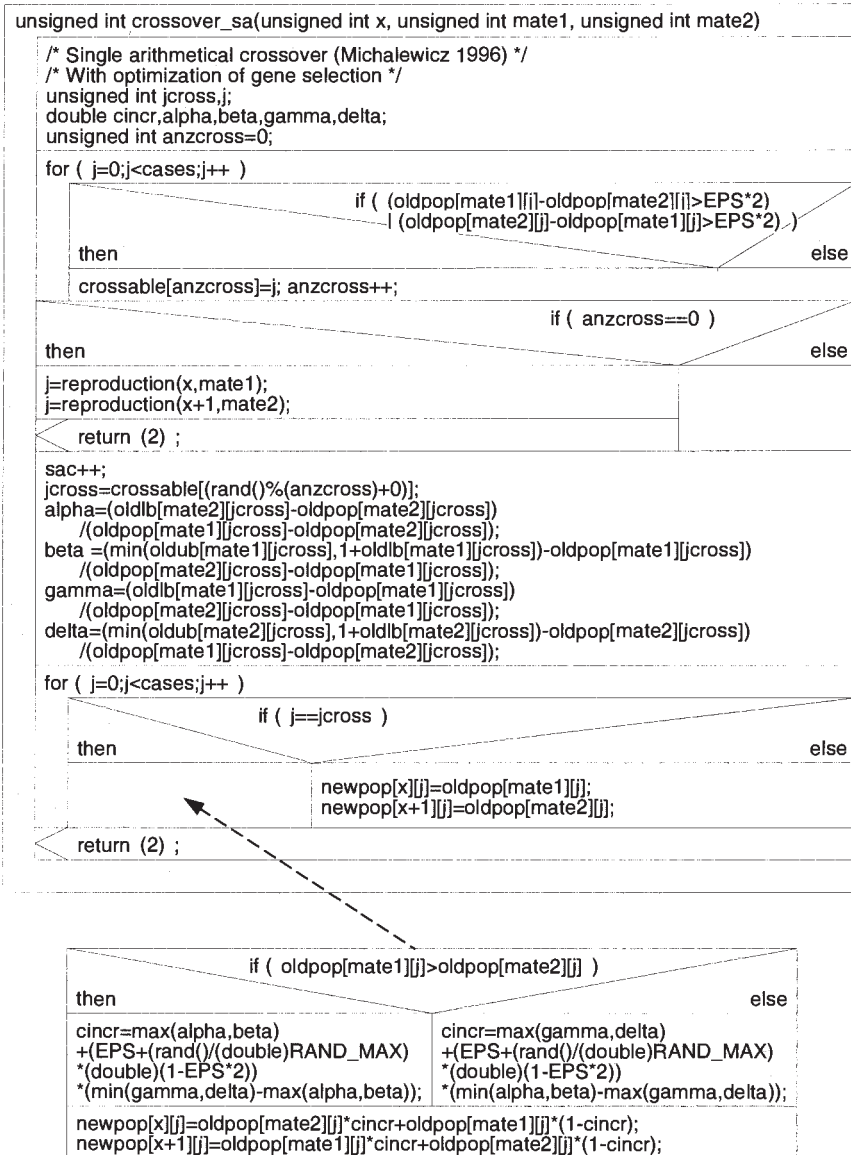 unsigned int crossover_sa(unsigned int x, unsigned int mate1, unsigned int mate2)
/* Single arithmetical crossover (Michalewicz 1996) */
/* With optimization of gene selection */
unsigned int jcross,j;
double cincr,alpha,beta,gamma,delta;
unsigned int anzcross=0;
for ( j=0;j<cases;j++ )
if ( (oldpop[mate1][j]-oldpop[mate2][j]>EPS*2)
| (oldpop[mate2][j]-oldpop[mate1][j]>EPS*2) )
then else
crossable[anzcross]=j; anzcross++;
if ( anzcross==0 )
then else
j=reproduction(x,mate1);
j=reproduction(x+1,mate2);
return (2) ;
sac++;
jcross=crossable[(rand()%(anzcross)+0)];
alpha=(oldlb[mate2][jcross]-oldpop[mate2][jcross])
/(oldpop[mate1][jcross]-oldpop[mate2][jcross]);
beta =(min(oldub[mate1][jcross],1+oldlb[mate1][jcross])-oldpop[mate1][jcross])
/(oldpop[mate2][jcross]-oldpop[mate1][jcross]);
gamma=(oldlb[mate1][jcross]-oldpop[mate1][jcross])
/(oldpop[mate2][jcross]-oldpop[mate1][jcross]);
delta=(min(oldub[mate2][jcross],1+oldlb[mate2][jcross])-oldpop[mate2][jcross])
/(oldpop[mate1][jcross]-oldpop[mate2][jcross]);
for ( j=0;j<cases;j++ )
if ( j==jcross )
then else
newpop[x][j]=oldpop[mate1][j];
newpop[x+1][j]=oldpop[mate2][j];
return (2) ;
if ( oldpop[mate1][j]>oldpop[mate2][j] )
then else
cincr=max(alpha,beta)
+(EPS+(rand()/(double)RAND_MAX)
*(double)(1-EPS*2))
*(min(gamma,delta)-max(alpha,beta));
cincr=max(gamma,delta)
+(EPS+(rand()/(double)RAND_MAX)
*(double)(1-EPS*2))
*(min(alpha,beta)-max(gamma,delta));
newpop[x][j]=oldpop[mate2][j]*cincr+oldpop[mate1][j]*(1-cincr);
newpop[x+1][j]=oldpop[mate1][j]*cincr+oldpop[mate2][j]*(1-cincr);